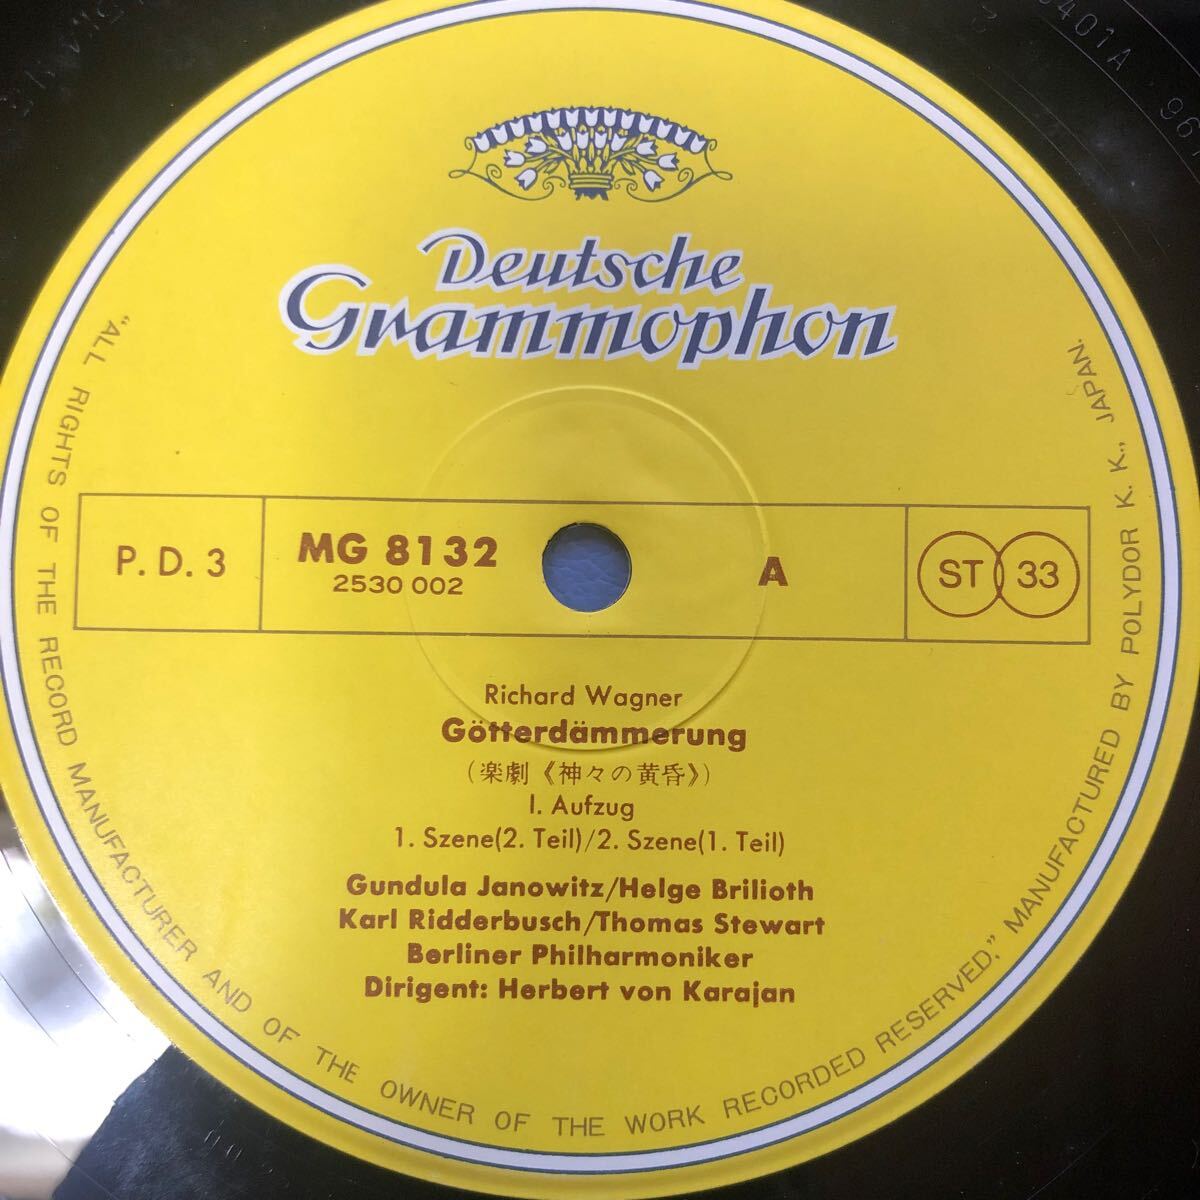 Deutsche
Grammophon
P. D. 3
MG 8132
2530 002
A
ST 33
Richard Wagner
Götterdämmerung
(楽劇《神々の黄昏》)
I. Aufzug
1. Szene(2. Teil)/2. Szene(1. Teil)
Gundula Janowitz/Helge Brilioth
Karl Ridderbusch/Thomas Stewart
Berliner Philharmoniker
Dirigent: Herbert von Karajan
"ALL RIGHTS OF THE RECORD MANUFACTURER AND OF THE OWNER OF THE WORK RECORDED RESERVED," MANUFACTURED BY POLYDOR K. K., JAPAN.